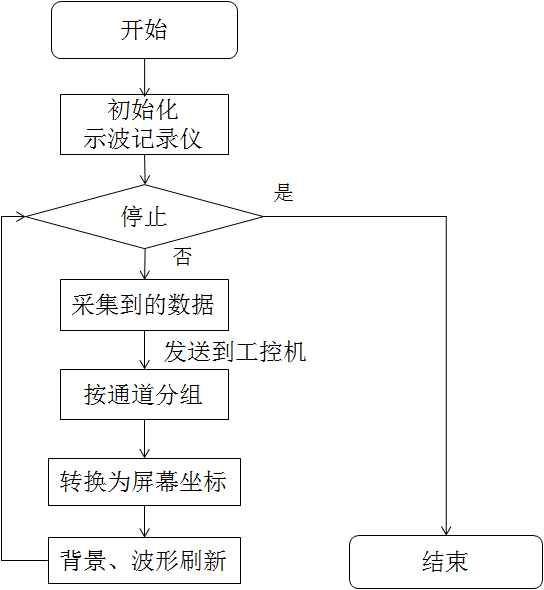 开始
初始化
示波记录仪
是
停止
否
采集到的数据
发送到工控机
按通道分组
转换为屏幕坐标
背景、波形刷新
结束